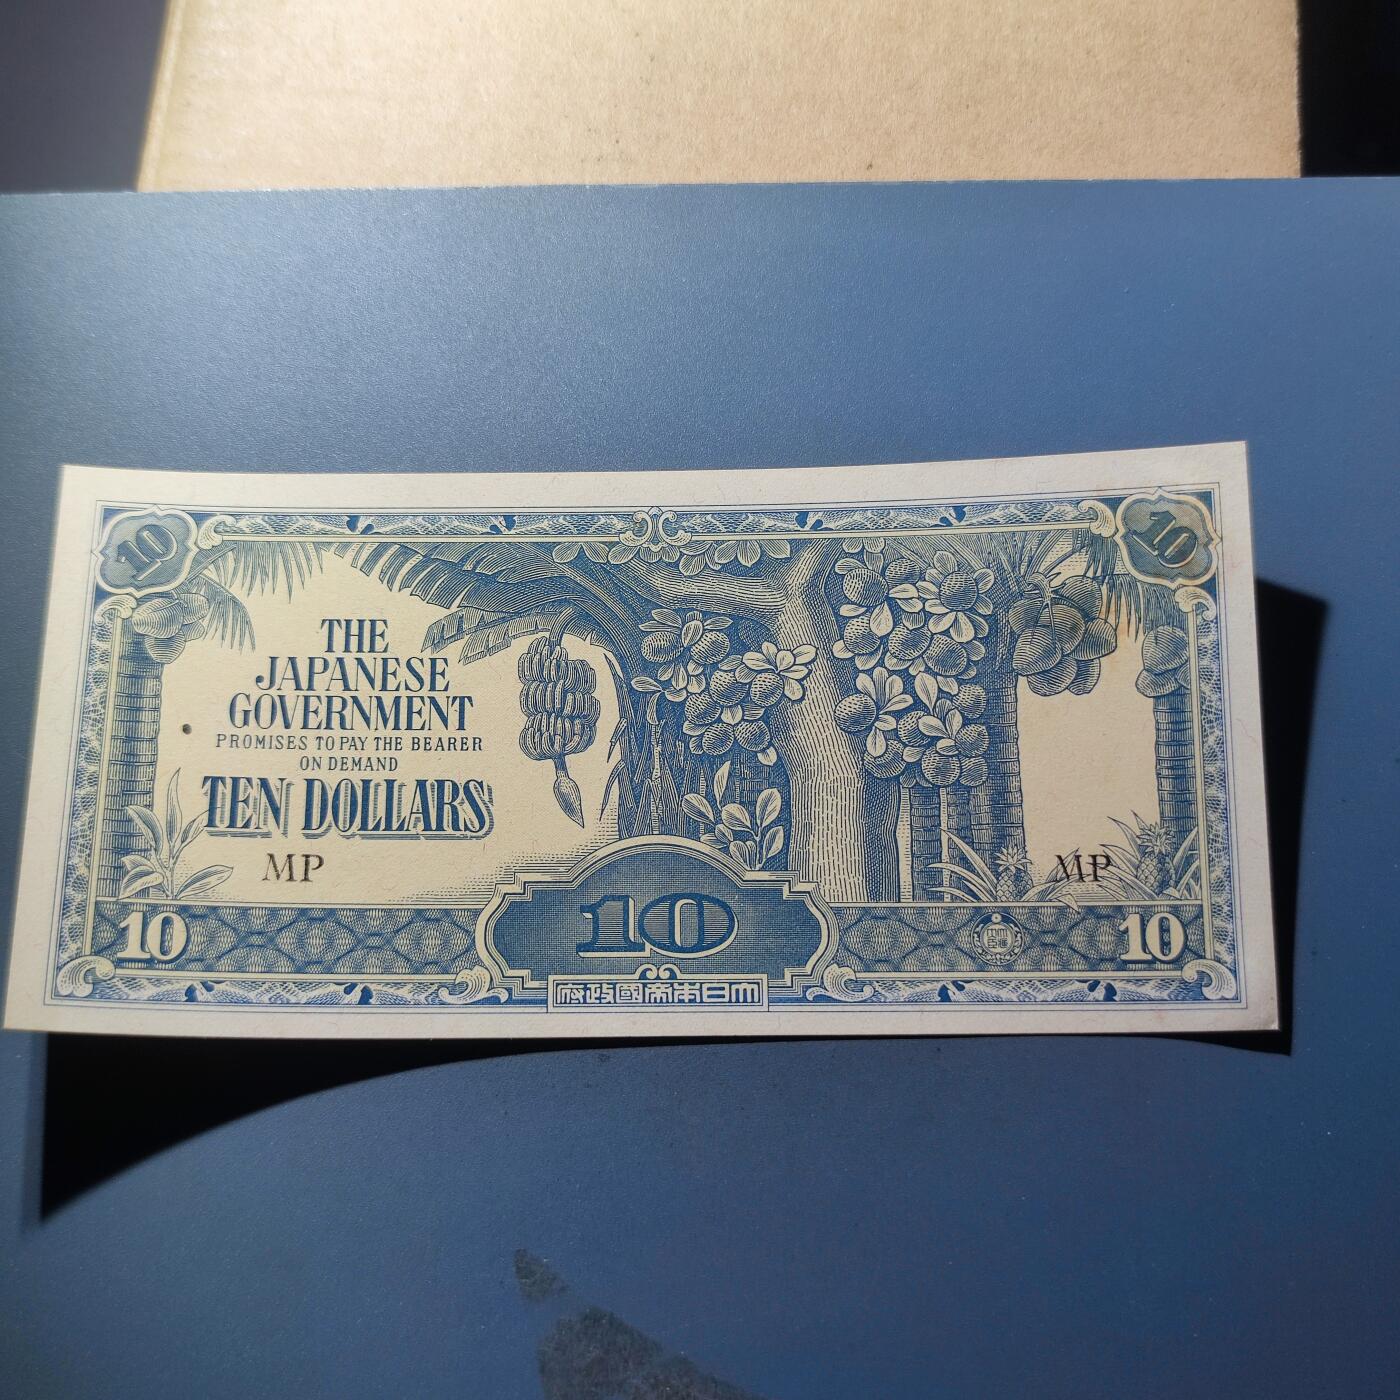 10
10
THE
JAPANESE
GOVERNMENT
PROMISES TO PAY THE BEARER
ON DEMAND
TEN DOLLARS
MP
MP
10
10
10
府政國帝本日大